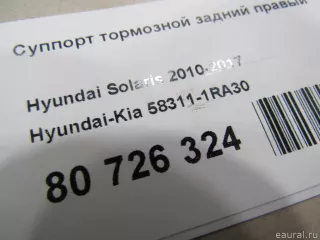 Суппорт тормозной задний правый
Hyundai Solaris 2010-2017
Hyundai-Kia 58311-1RA30
80 726 324
eaural.ru